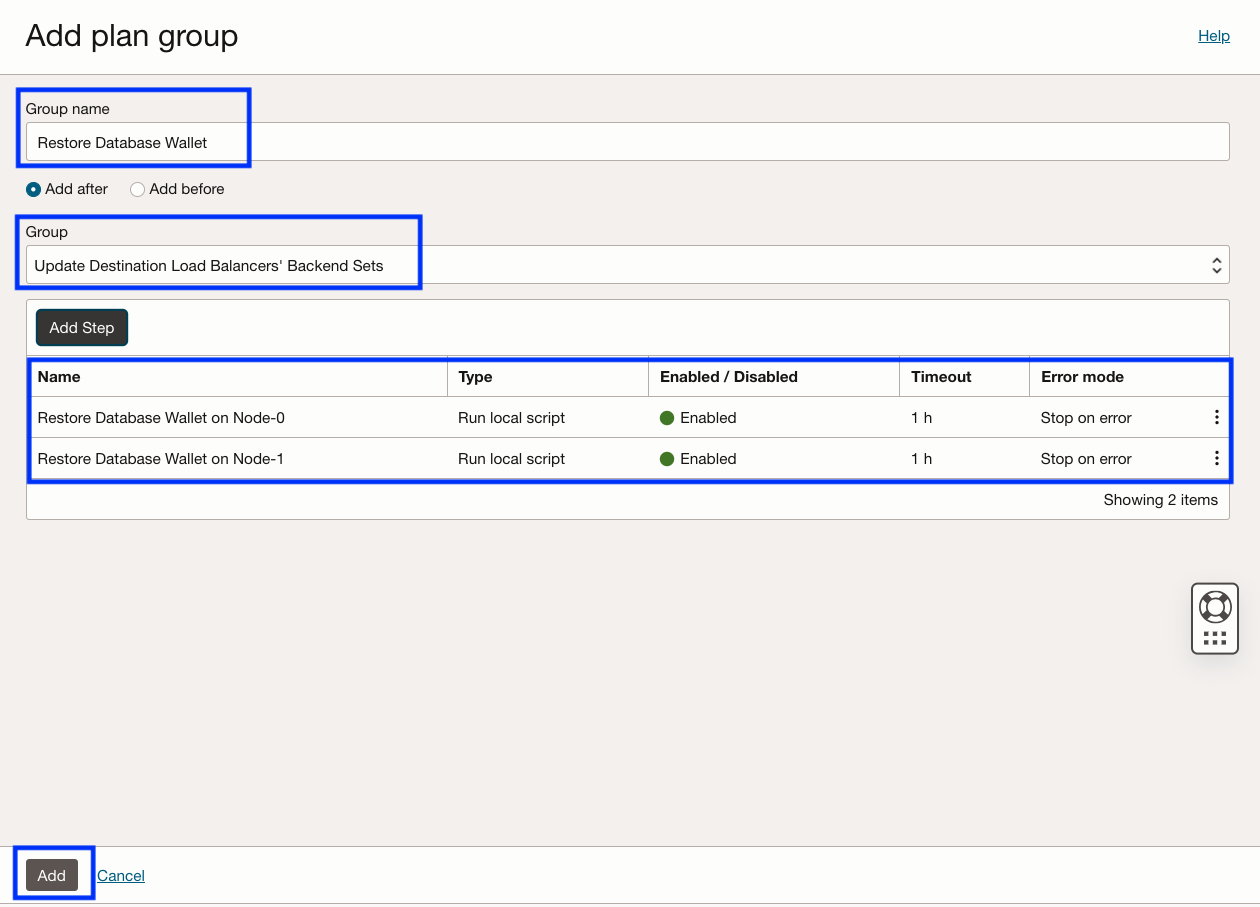 Add plan group
Help
Group name
Restore Database Wallet
Add after Add before
Group
Update Destination Load Balancers' Backend Sets
Add Step
Name Type Enabled / Disabled Timeout Error mode
Restore Database Wallet on Node-0 Run local script Enabled 1 h Stop on error
Restore Database Wallet on Node-1 Run local script Enabled 1 h Stop on error
Showing 2 items
Add Cancel